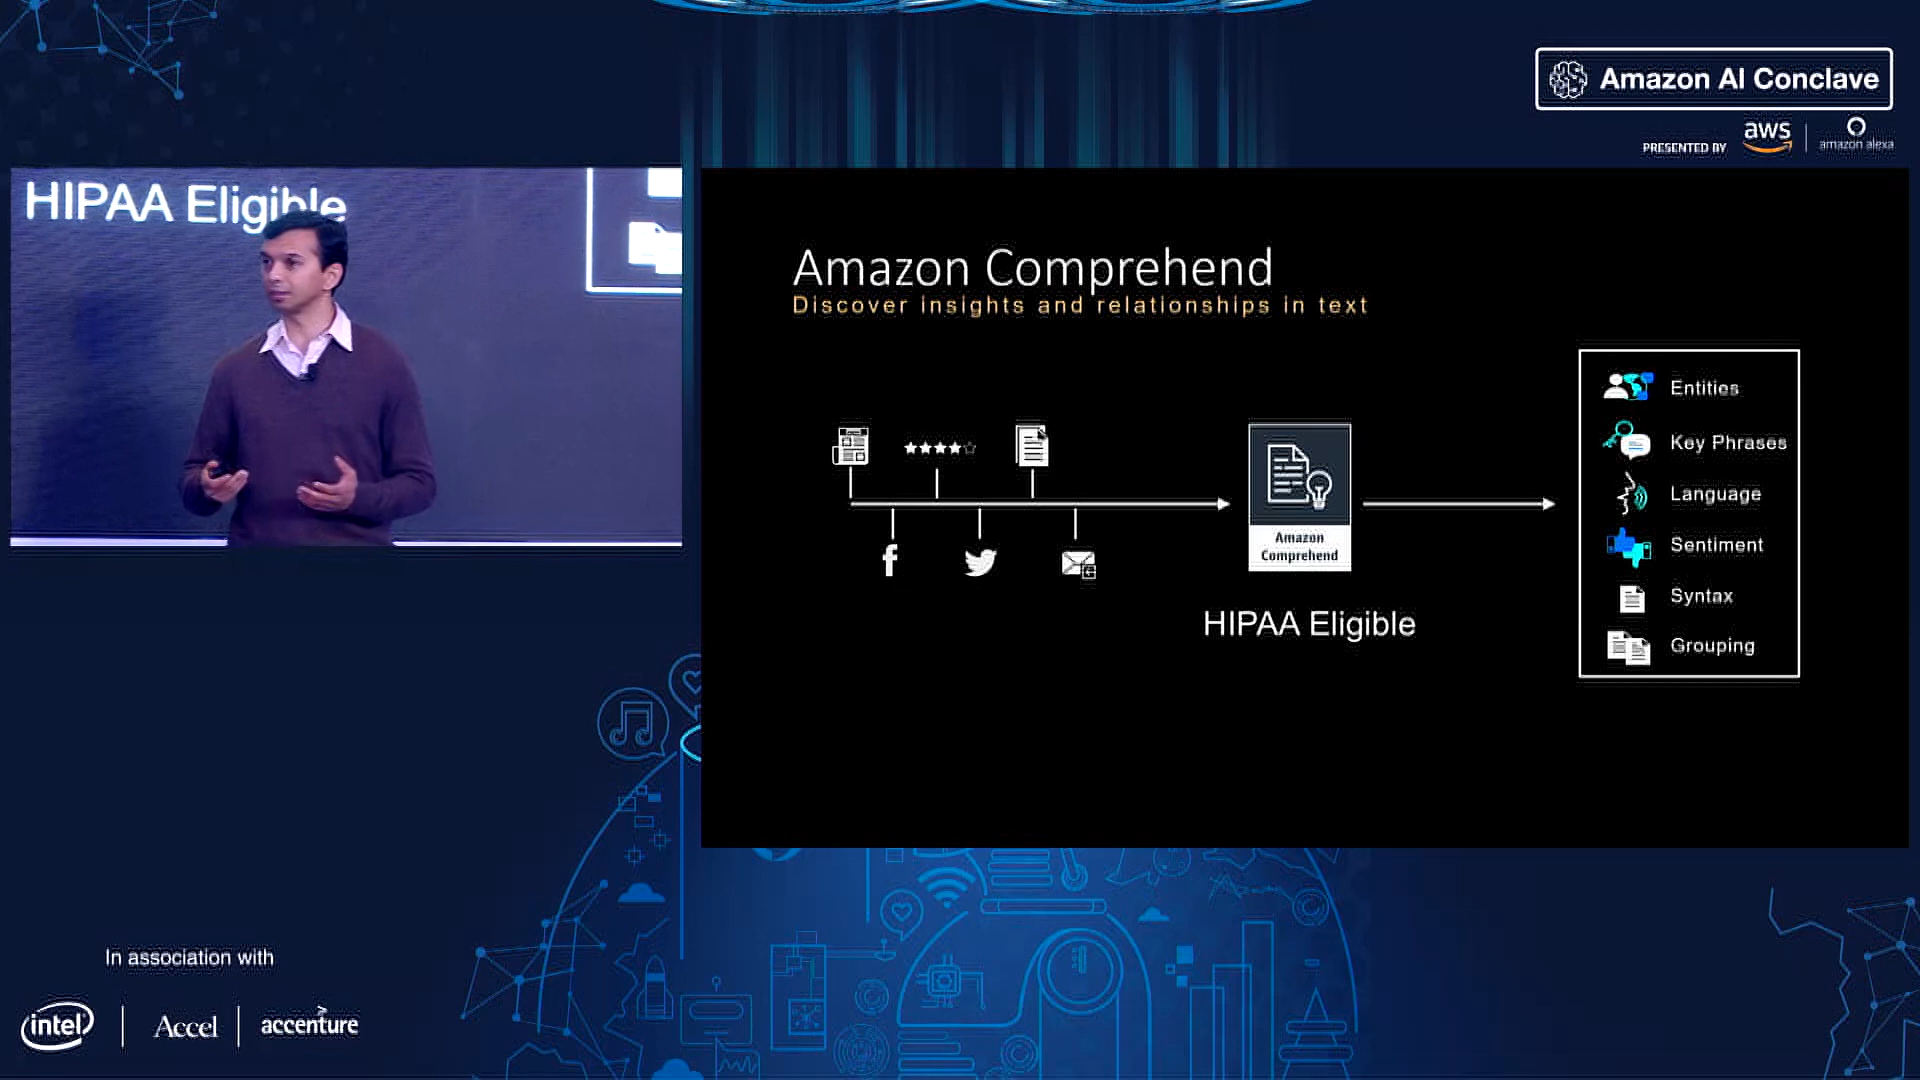 Amazon AI Conclave
PRESENTED BY
aws
amazon alexa
HIPAA Eligible
Amazon Comprehend
Discover insights and relationships in text
Amazon
Comprehend
HIPAA Eligible
Entities
Key Phrases
Language
Sentiment
Syntax
Grouping
In association with
intel
Accel
accenture